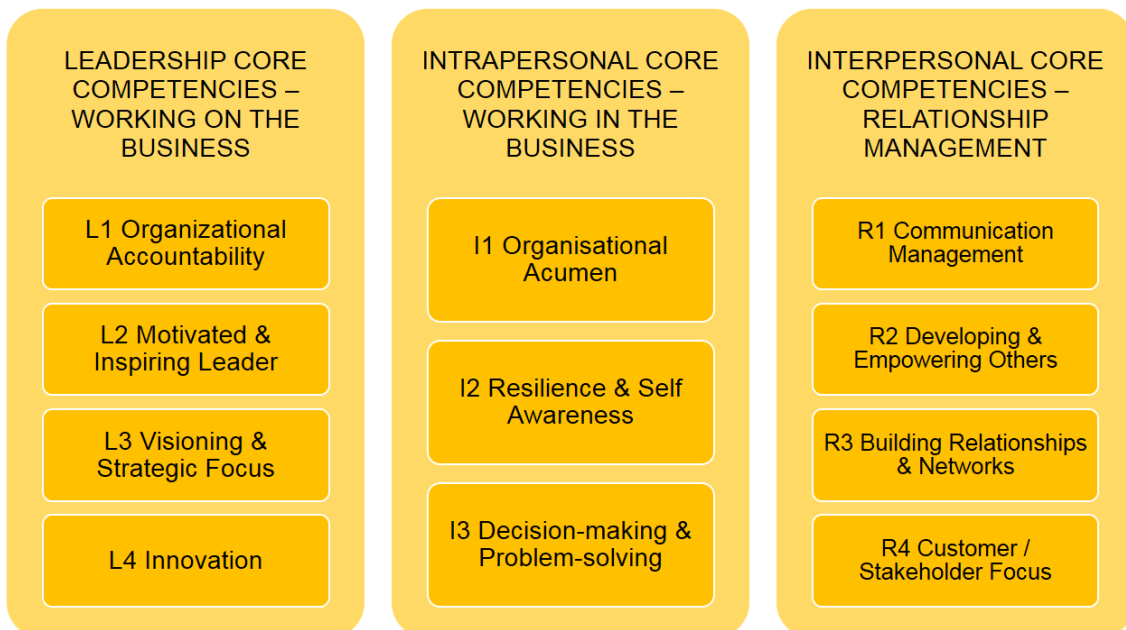 LEADERSHIP CORE
COMPETENCIES –
WORKING ON THE
BUSINESS
L1 Organizational
Accountability
L2 Motivated &
Inspiring Leader
L3 Visioning &
Strategic Focus
L4 Innovation
INTRAPERSONAL CORE
COMPETENCIES –
WORKING IN THE
BUSINESS
I1 Organisational
Acumen
I2 Resilience & Self
Awareness
I3 Decision-making &
Problem-solving
INTERPERSONAL CORE
COMPETENCIES –
RELATIONSHIP
MANAGEMENT
R1 Communication
Management
R2 Developing &
Empowering Others
R3 Building Relationships
& Networks
R4 Customer /
Stakeholder Focus